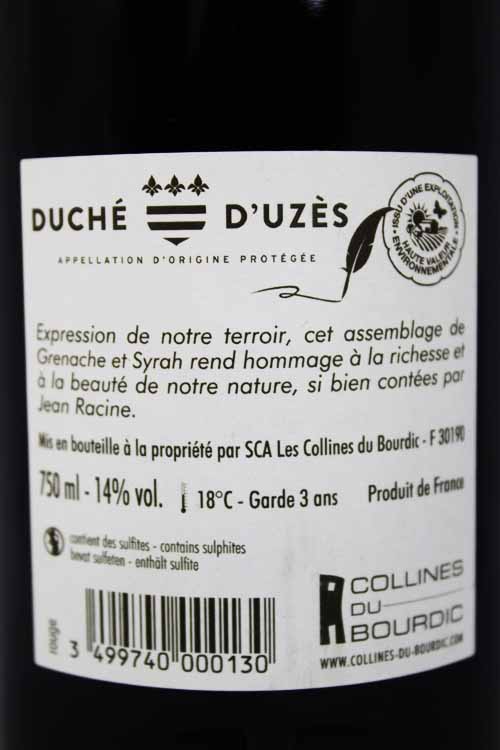 DUCHÉ D'UZÈS
APPELLATION D'ORIGINE PROTÉGÉE
ISSU D'UNE EXPLOITATION
HAUTE VALEUR
ENVIRONNEMENTALE
Expression de notre terroir, cet assemblage de
Grenache et Syrah rend hommage à la richesse et
à la beauté de notre nature, si bien contées par
Jean Racine.
Mis en bouteille à la propriété par SCA Les Collines du Bourdic - F 30190
750 ml - 14% vol. 18°C - Garde 3 ans Produit de France
contient des sulfites - contains sulphites
bevat sulfieten - enthält sulfite
rouge
3 499740 000130
COLLINES
DU
BOURDIC
WWW.COLLINES-DU-BOURDIC.COM